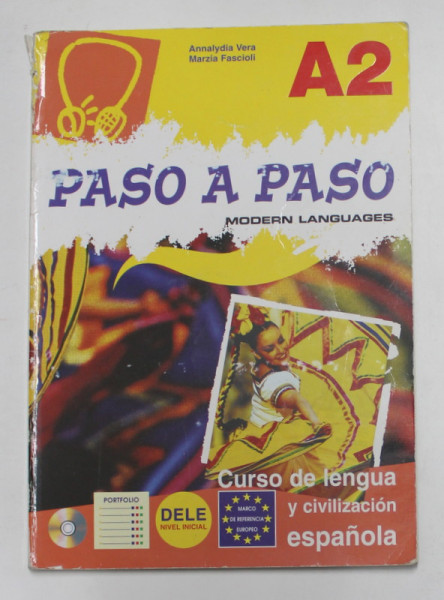 Annalydia Vera
Marzia Fascioli
A2
PASO A PASO
MODERN LANGUAGES
Curso de lengua
y civilización
española
PORTFOLIO
DELE
NIVEL INICIAL
MARCO
DE REFERENCIA
EUROPEO